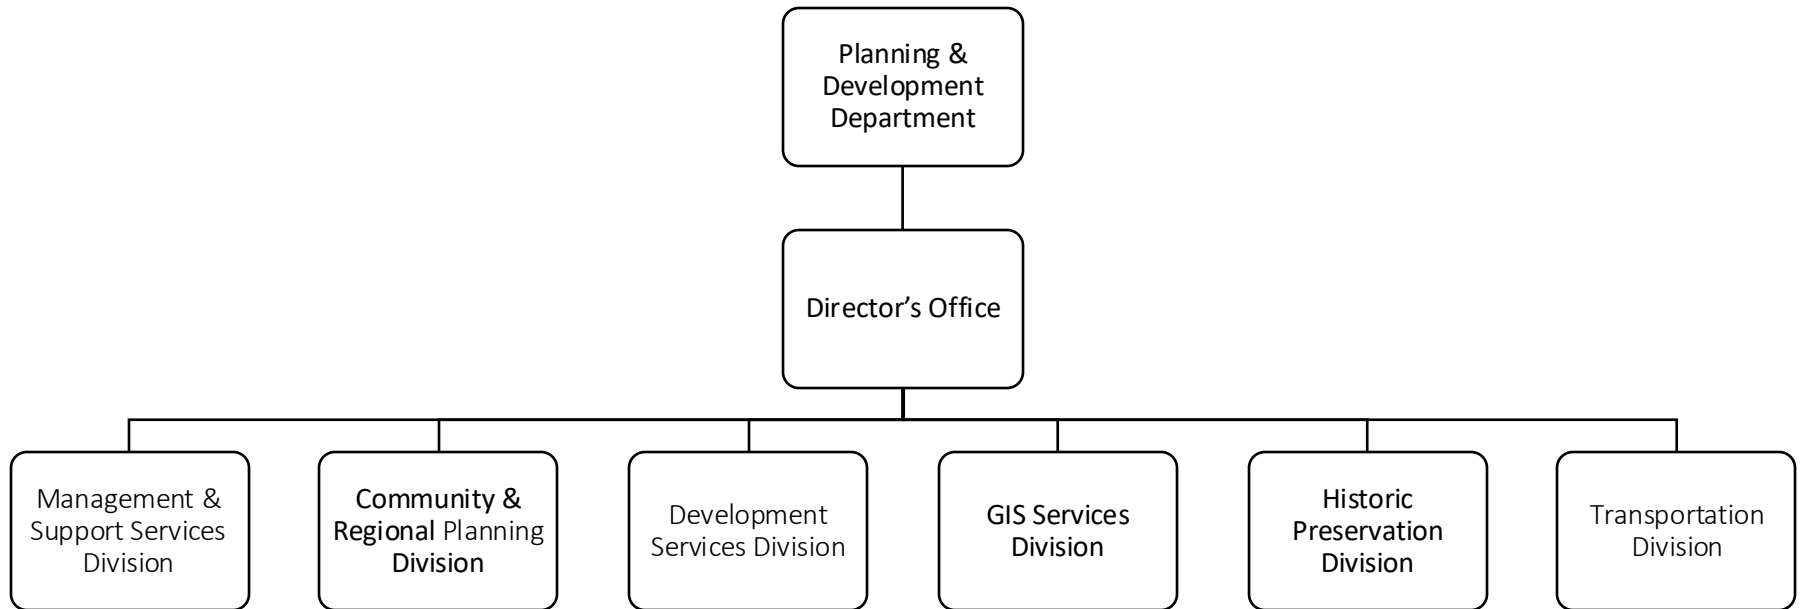 Planning &
Development
Department
Director’s Office
Management &
Support Services
Division
Community &
Regional Planning
Division
Development
Services Division
GIS Services
Division
Historic
Preservation
Division
Transportation
Division